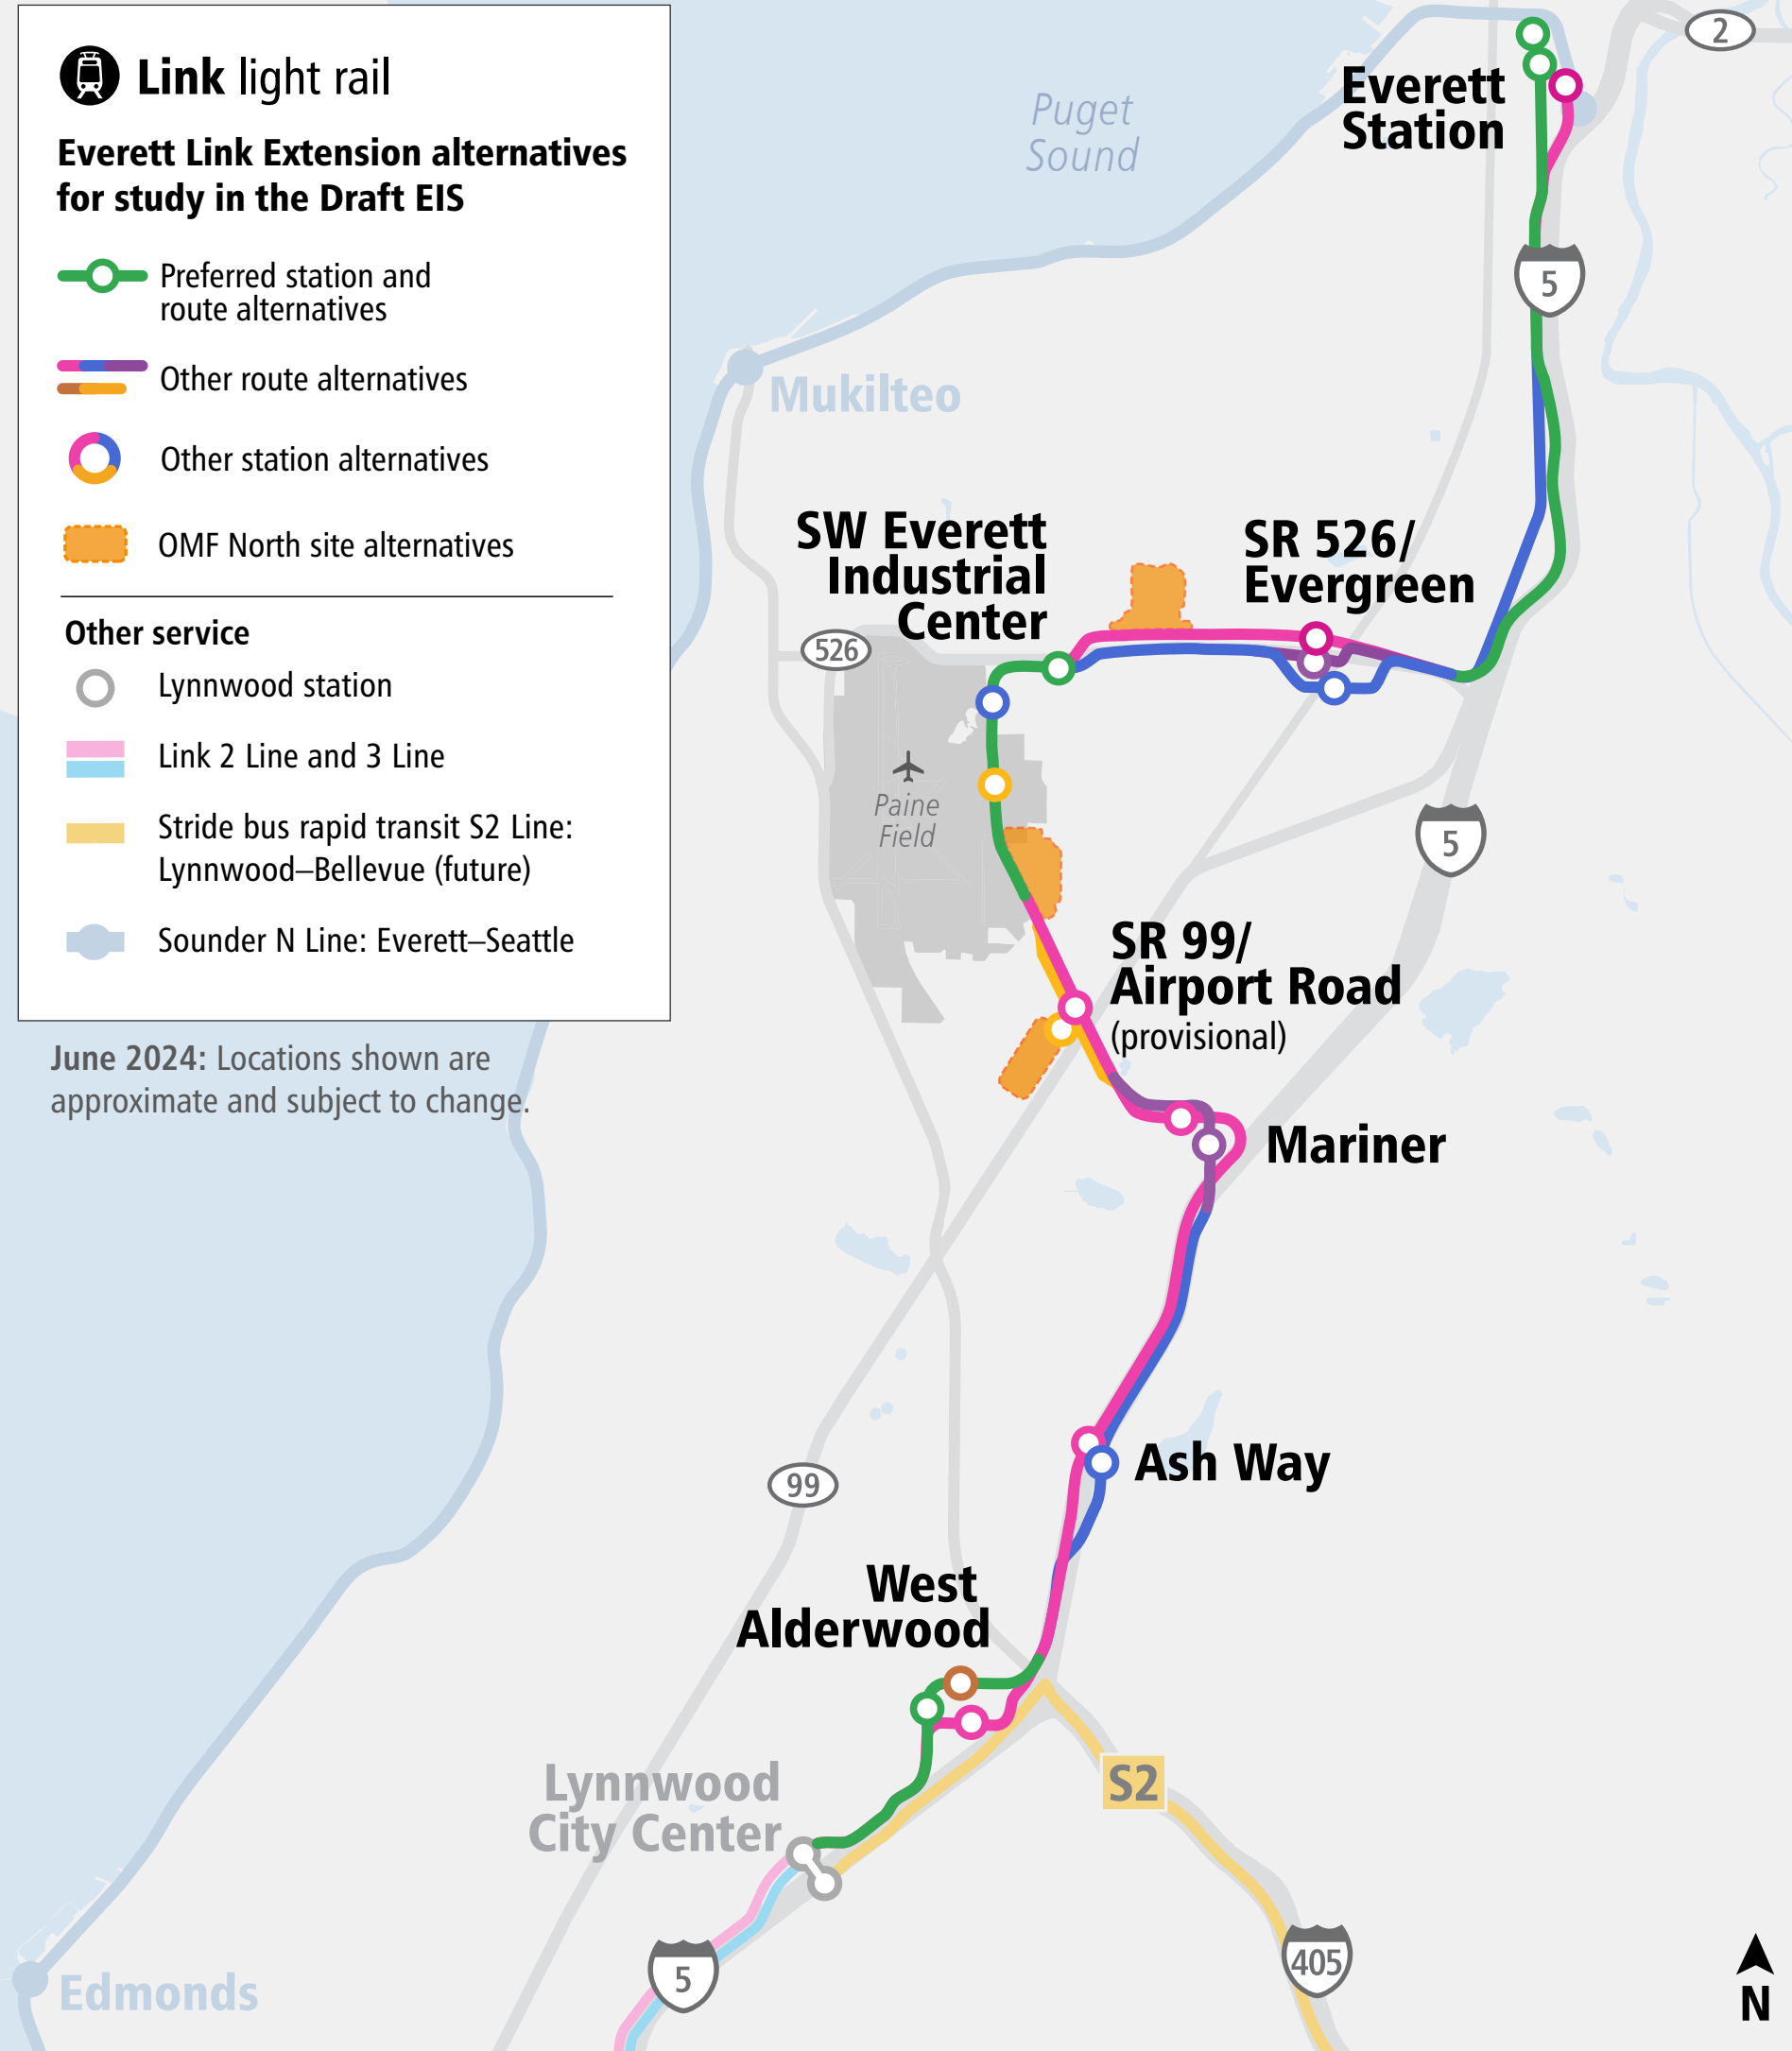 Link light rail
Everett Link Extension alternatives
for study in the Draft EIS
Preferred station and
route alternatives
Other route alternatives
Other station alternatives
OMF North site alternatives
Other service
Lynnwood station
Link 2 Line and 3 Line
Stride bus rapid transit S2 Line:
Lynnwood–Bellevue (future)
Sounder N Line: Everett–Seattle
June 2024: Locations shown are
approximate and subject to change.
2
Everett
Station
Puget
Sound
5
Mukilteo
SW Everett
Industrial
Center
SR 526/
Evergreen
526
Paine
Field
5
SR 99/
Airport Road
(provisional)
Mariner
Ash Way
99
West
Alderwood
Lynnwood
City Center
S2
5
405
Edmonds
N